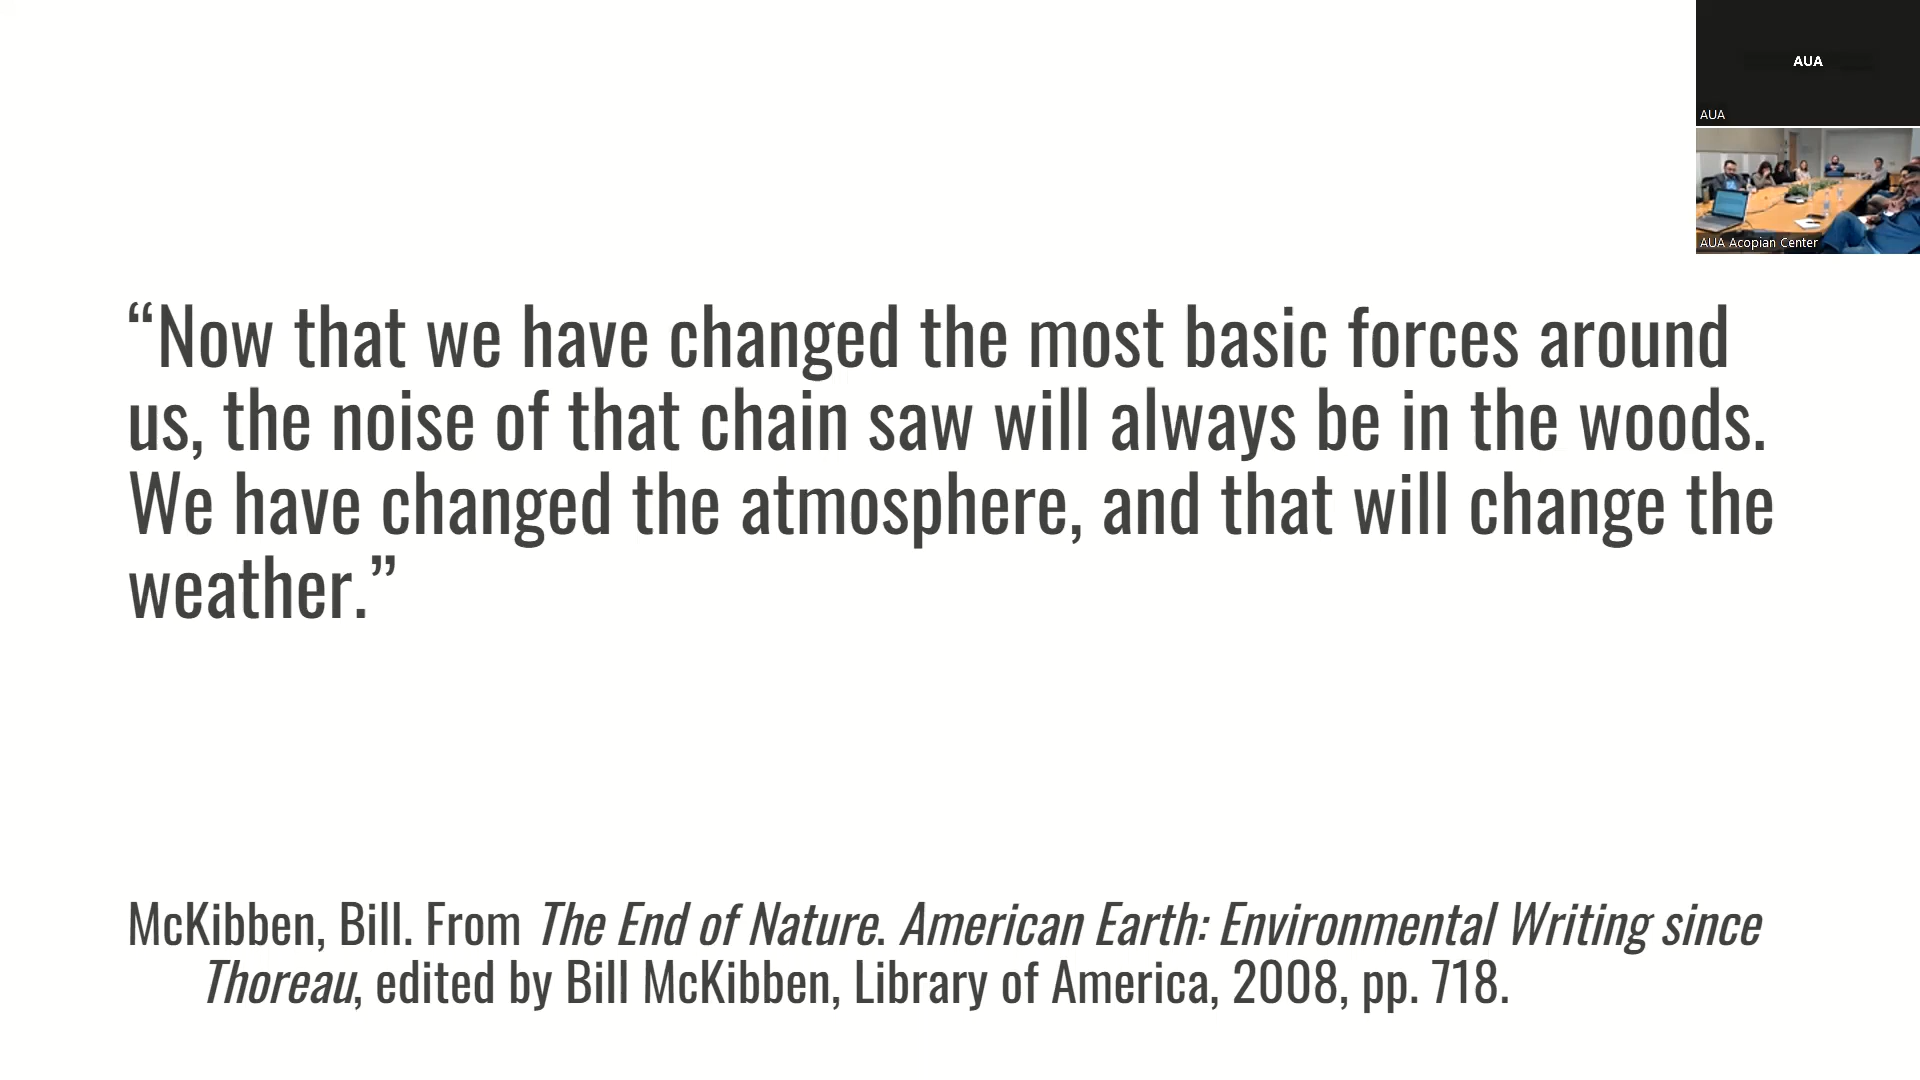 AUA
AUA
AUA Acopian Center
“Now that we have changed the most basic forces around
us, the noise of that chain saw will always be in the woods.
We have changed the atmosphere, and that will change the
weather.”
McKibben, Bill. From The End of Nature. American Earth: Environmental Writing since
Thoreau, edited by Bill McKibben, Library of America, 2008, pp. 718.